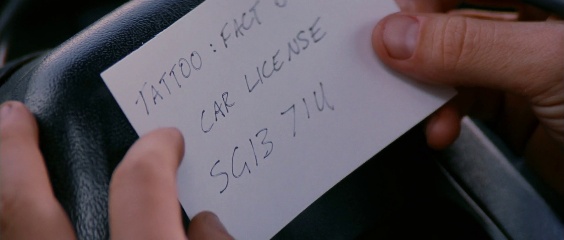 TATTOO: FACT
CAR LICENSE
SG13 71U